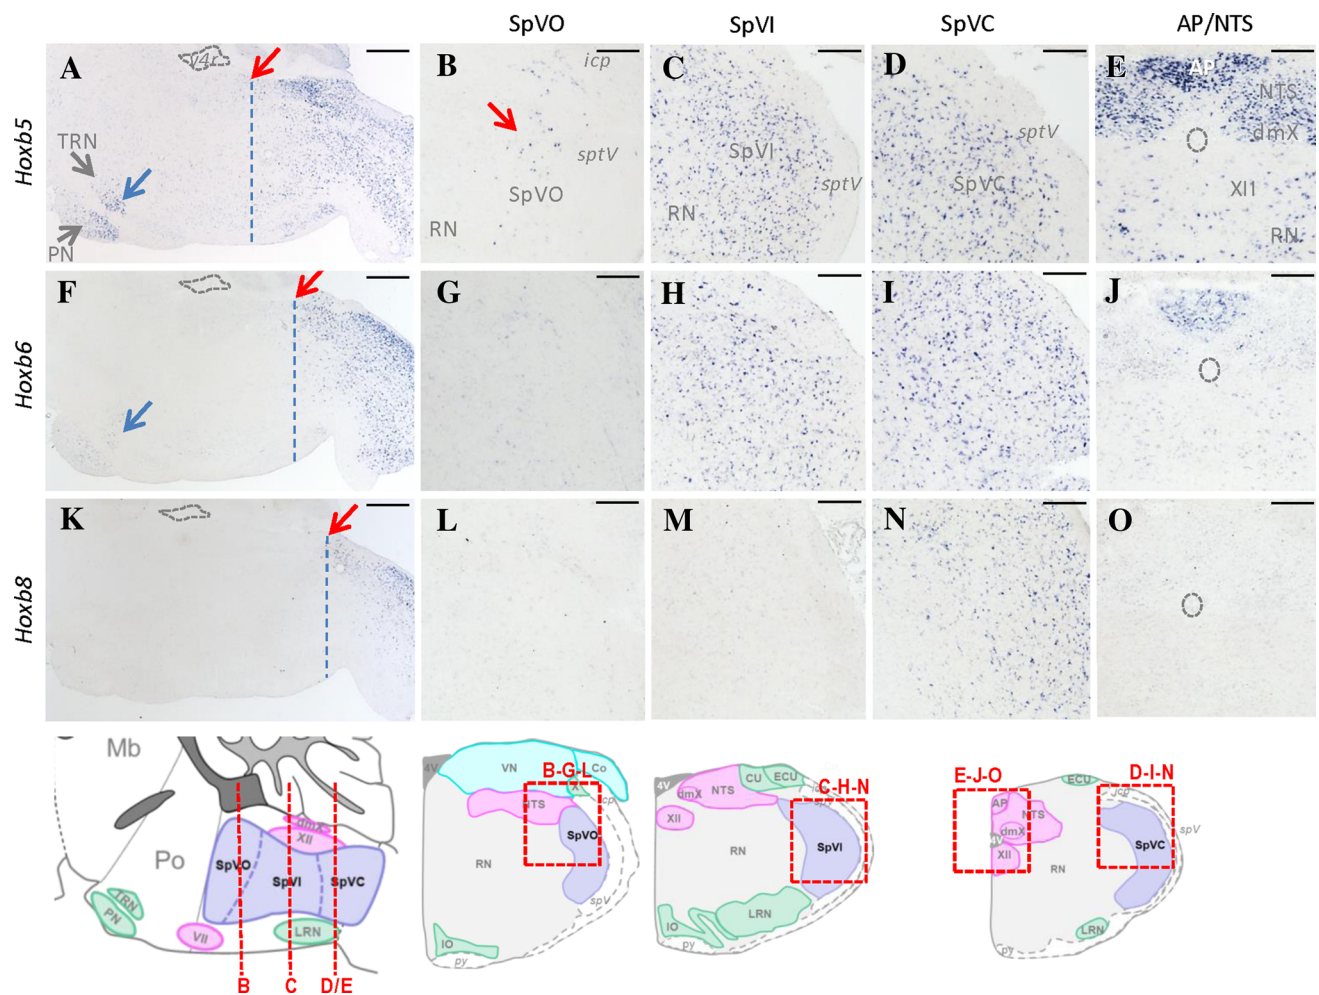 SpVO SpVI SpVC AP/NTS
Hoxb5
A v4r TRN PN
B icp sptV SpVO RN
C SpVI sptV RN
D sptV SpVC
E AP NTS dmX XII RN
Hoxb6
F G H I J
Hoxb8
K L M N O
Mb Po SpVO SpVI SpVC dmX XII TRN PN VII LRN
B C D/E
4V VN Co B-G-L X icp NTS SpVO RN spV IO py
4V dmX NTS CU ECU C-H-N XII SpVI RN LRN IO py
E-J-O ECU D-I-N AP NTS icp dmX XII SpVC spV RN LRN py